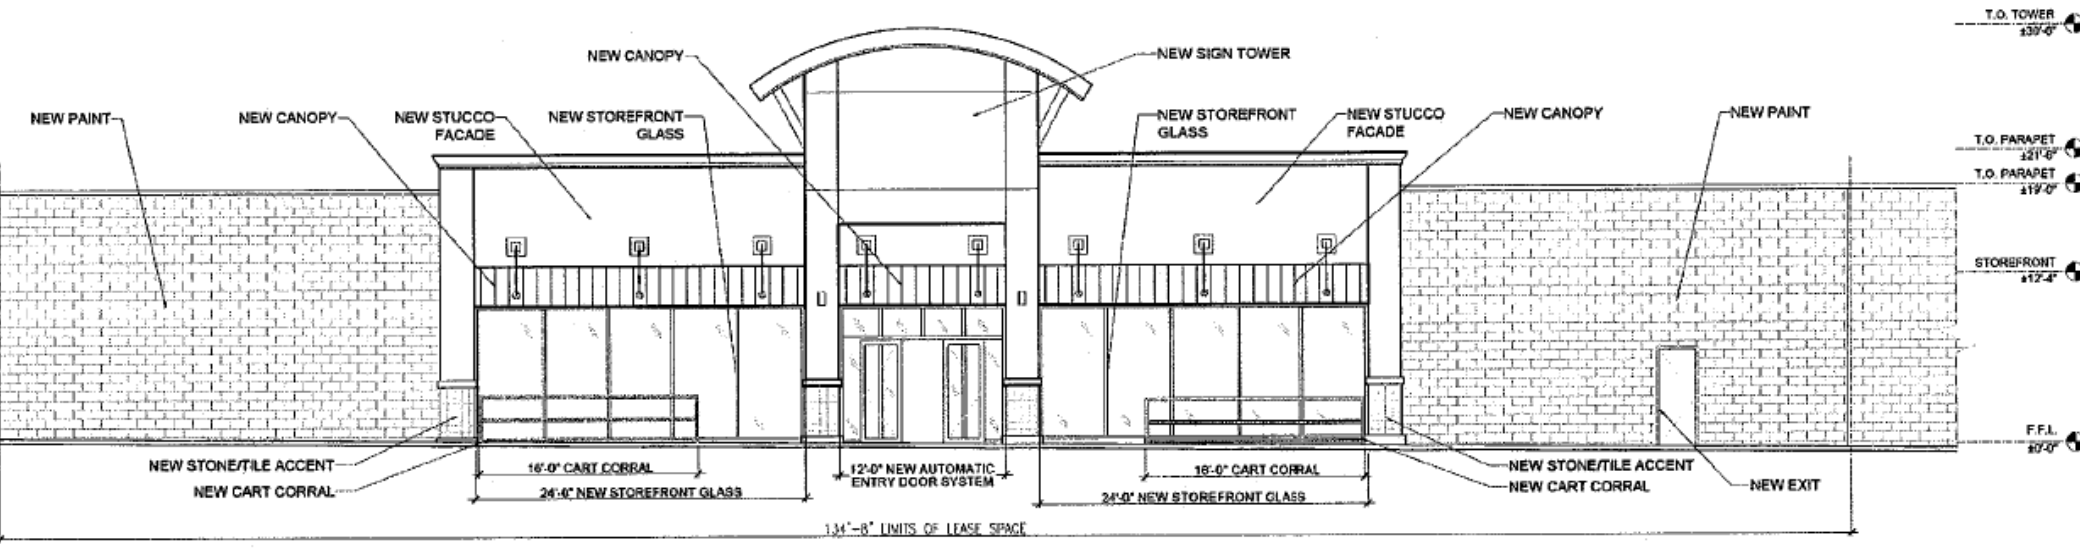 T.O. TOWER
±30'-6"
NEW CANOPY
NEW SIGN TOWER
NEW PAINT
NEW CANOPY
NEW STUCCO
FACADE
NEW STOREFRONT
GLASS
NEW STOREFRONT
GLASS
NEW STUCCO
FACADE
NEW CANOPY
NEW PAINT
T.O. PARAPET
±21'-6"
T.O. PARAPET
±19'-0"
STOREFRONT
±12'-4"
F.F.L.
±0'-0"
NEW STONE/TILE ACCENT
NEW CART CORRAL
16'-0" CART CORRAL
24'-0" NEW STOREFRONT GLASS
12'-0" NEW AUTOMATIC
ENTRY DOOR SYSTEM
16'-0" CART CORRAL
24'-0" NEW STOREFRONT GLASS
NEW STONE/TILE ACCENT
NEW CART CORRAL
NEW EXIT
134'-8" LIMITS OF LEASE SPACE